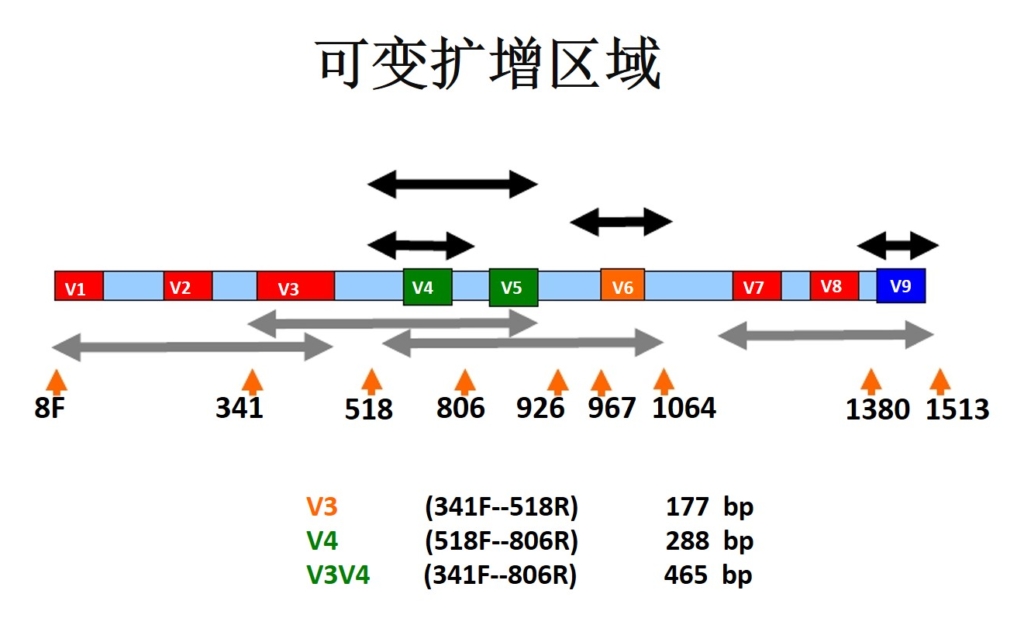 可变扩增区域
V1 V2 V3 V4 V5 V6 V7 V8 V9
8F 341 518 806 926 967 1064 1380 1513
V3 (341F--518R) 177 bp
V4 (518F--806R) 288 bp
V3V4 (341F--806R) 465 bp